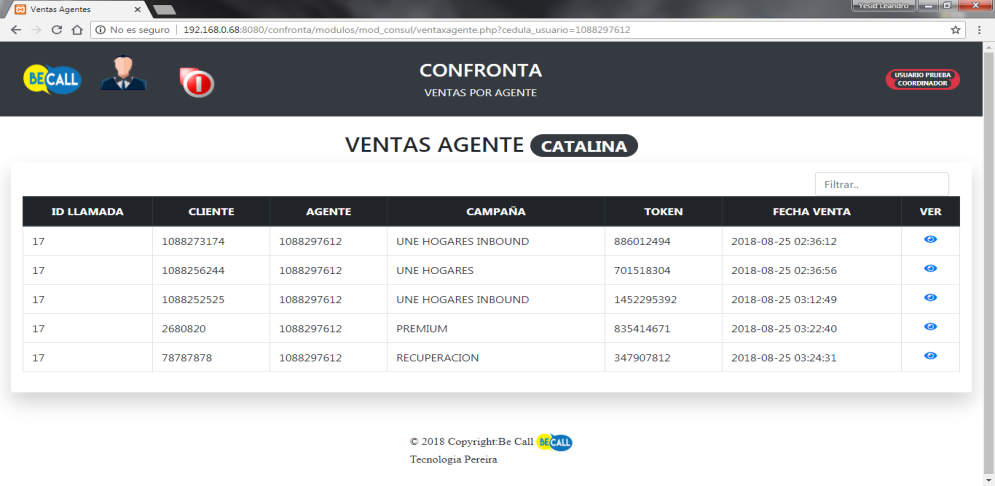 Ventas Agentes
Yesid Leandro
No es seguro | 192.168.0.68:8080/confronta/modulos/mod_consul/ventaxagente.php?cedula_usuario=1088297612
BECALL
CONFRONTA
VENTAS POR AGENTE
USUARIO PRUEBA
COORDINADOR
VENTAS AGENTE CATALINA
Filtrar..
ID LLAMADA CLIENTE AGENTE CAMPAÑA TOKEN FECHA VENTA VER
17 1088273174 1088297612 UNE HOGARES INBOUND 886012494 2018-08-25 02:36:12
17 1088256244 1088297612 UNE HOGARES 701518304 2018-08-25 02:36:56
17 1088252525 1088297612 UNE HOGARES INBOUND 1452295392 2018-08-25 03:12:49
17 2680820 1088297612 PREMIUM 835414671 2018-08-25 03:22:40
17 78787878 1088297612 RECUPERACION 347907812 2018-08-25 03:24:31
© 2018 Copyright:Be Call BECALL
Tecnologia Pereira